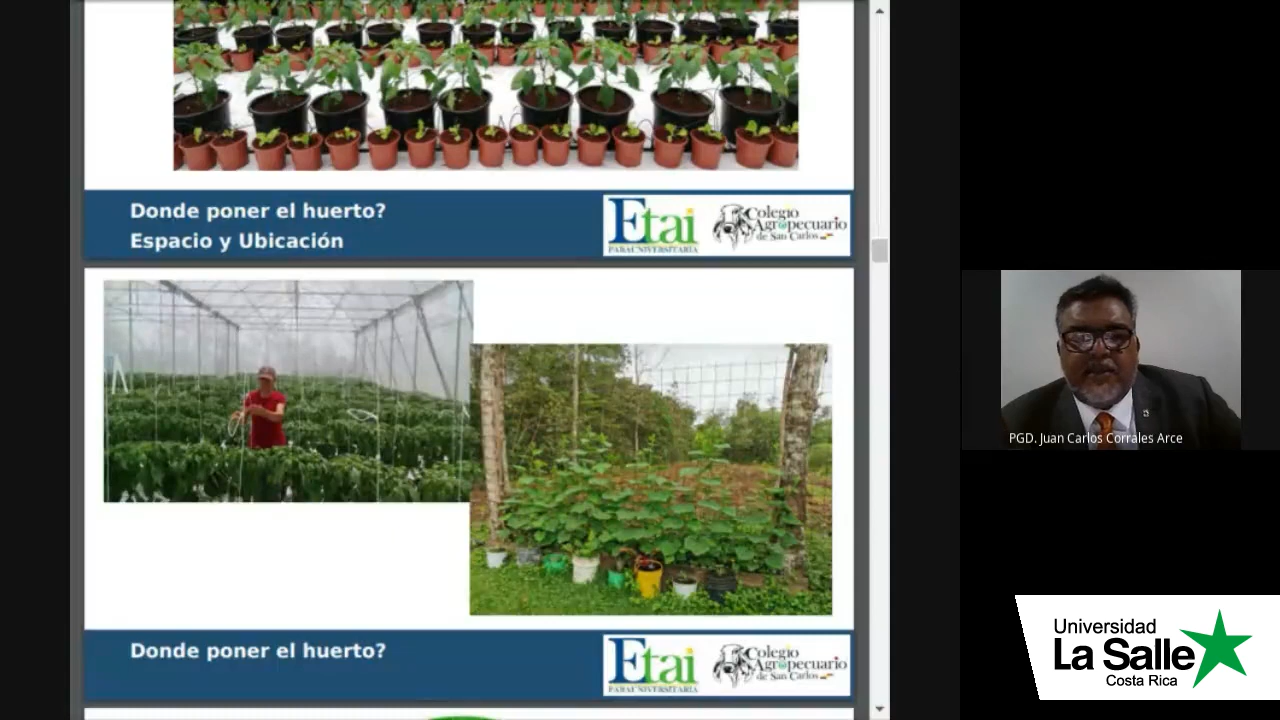 Donde poner el huerto?
Espacio y Ubicación
Etai
PARAUNIVERSITARIA
Colegio
Agropecuario
de San Carlos
PGD. Juan Carlos Corrales Arce
Donde poner el huerto?
Etai
PARAUNIVERSITARIA
Colegio
Agropecuario
de San Carlos
Universidad
La Salle
Costa Rica